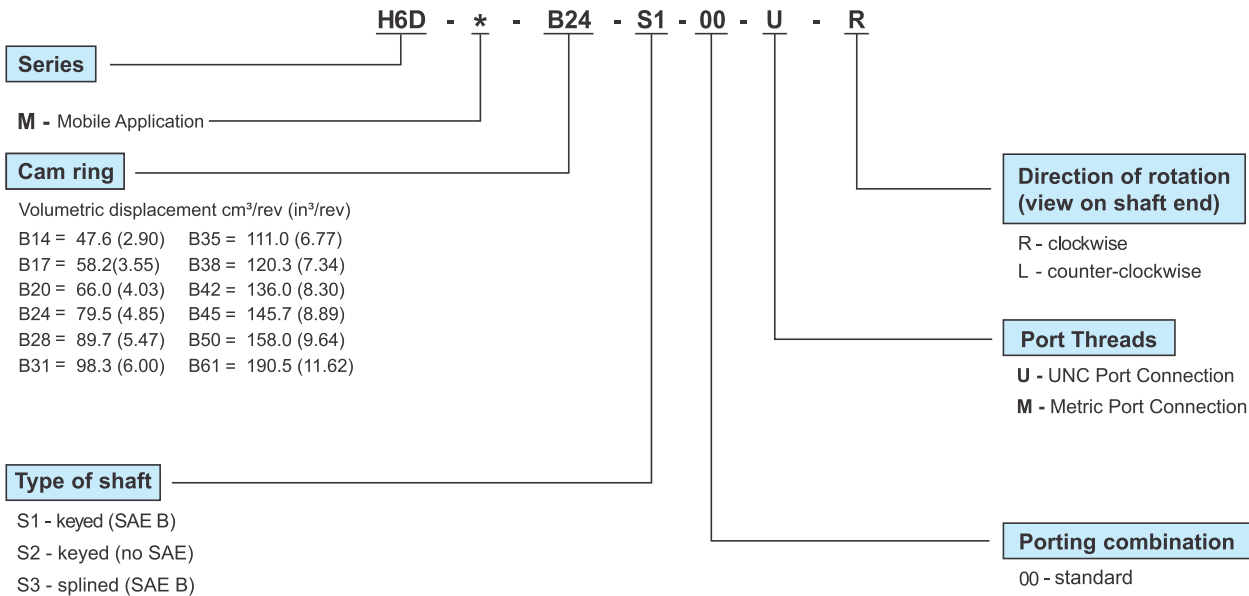 H6D - * - B24 - S1 - 00 - U - R
Series
M - Mobile Application
Cam ring
Volumetric displacement cm³/rev (in³/rev)
B14 = 47.6 (2.90) B35 = 111.0 (6.77)
B17 = 58.2(3.55) B38 = 120.3 (7.34)
B20 = 66.0 (4.03) B42 = 136.0 (8.30)
B24 = 79.5 (4.85) B45 = 145.7 (8.89)
B28 = 89.7 (5.47) B50 = 158.0 (9.64)
B31 = 98.3 (6.00) B61 = 190.5 (11.62)
Type of shaft
S1 - keyed (SAE B)
S2 - keyed (no SAE)
S3 - splined (SAE B)
Direction of rotation
(view on shaft end)
R - clockwise
L - counter-clockwise
Port Threads
U - UNC Port Connection
M - Metric Port Connection
Porting combination
00 - standard